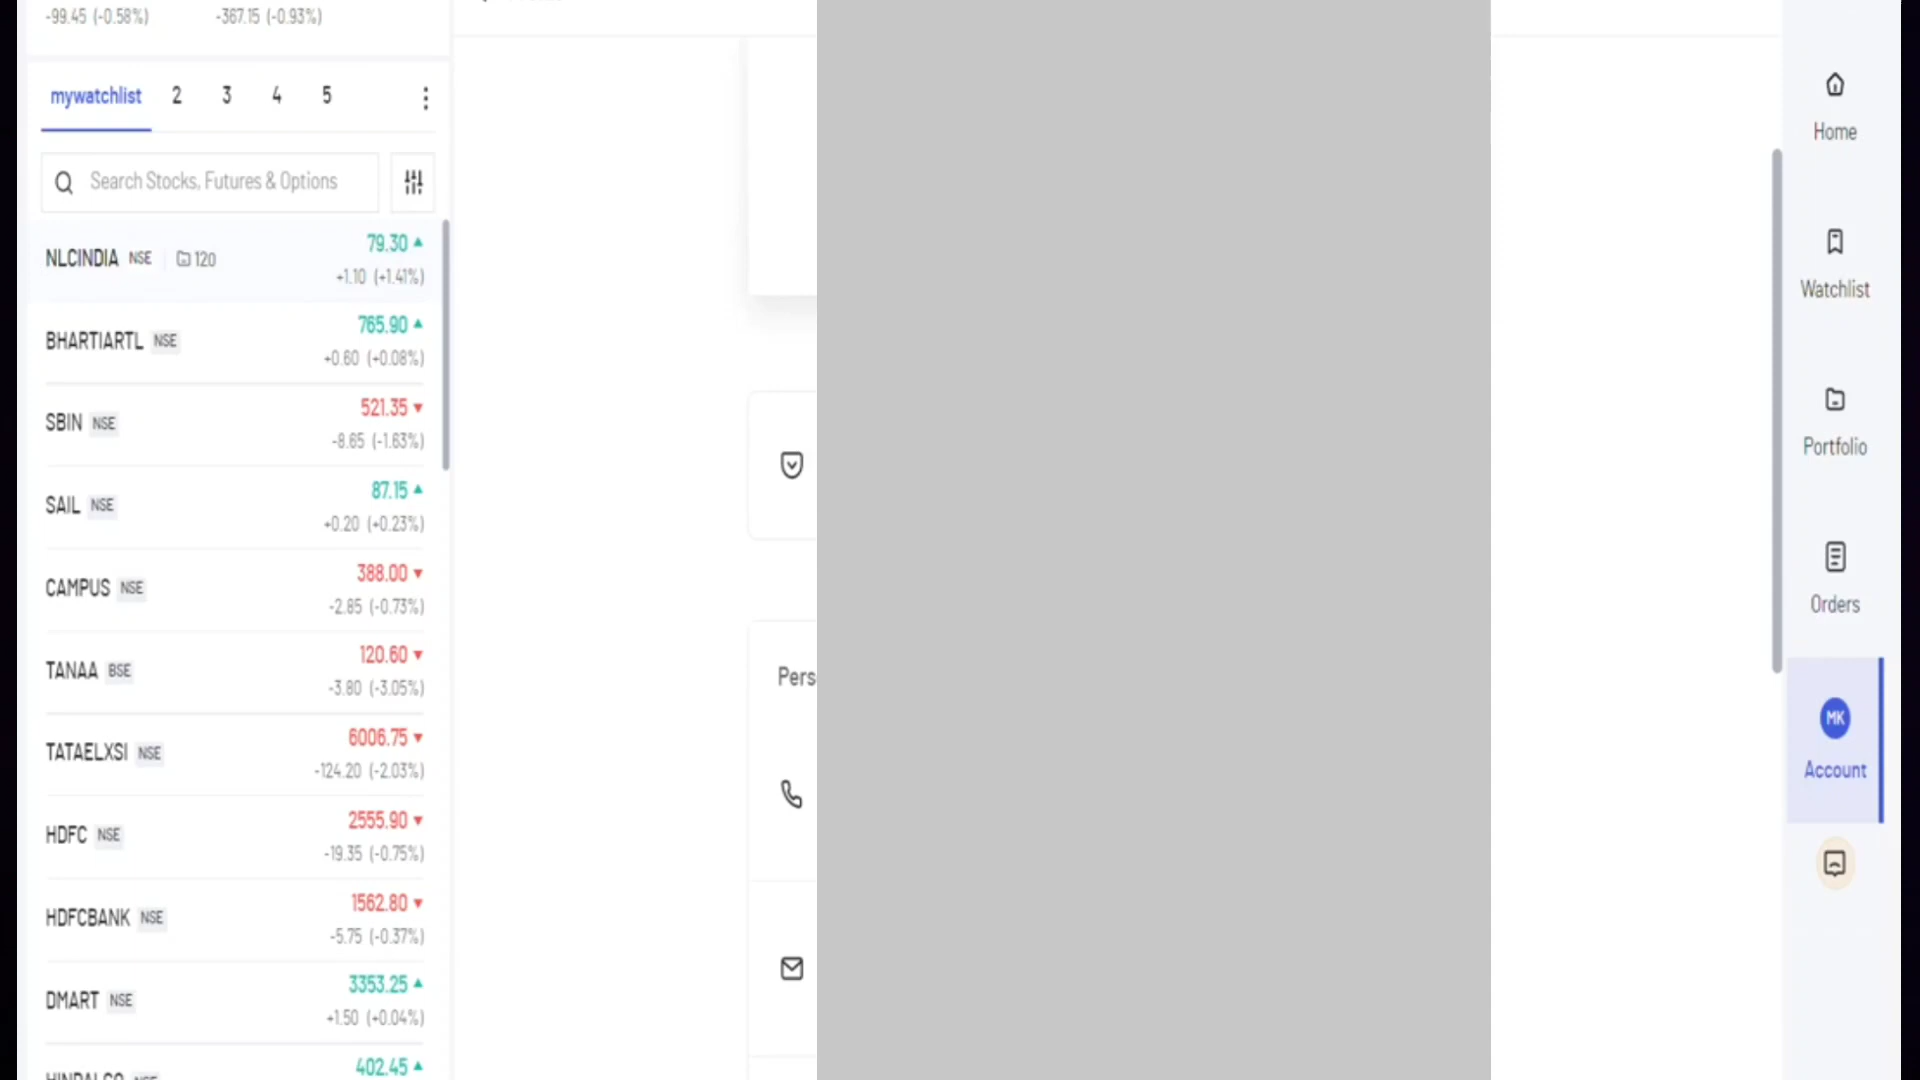 -99.45 (-0.58%) -367.15 (-0.93%)
mywatchlist 2 3 4 5
Search Stocks, Futures & Options
NLCINDIA NSE 120 79.30
+1.10 (+1.41%)
BHARTIARTL NSE 765.90
+0.60 (+0.08%)
SBIN NSE 521.35
-8.65 (-1.63%)
SAIL NSE 87.15
+0.20 (+0.23%)
CAMPUS NSE 388.00
-2.85 (-0.73%)
TANAA BSE 120.60
-3.80 (-3.05%)
TATAELXSI NSE 6006.75
-124.20 (-2.03%)
HDFC NSE 2555.90
-19.35 (-0.75%)
HDFCBANK NSE 1562.80
-5.75 (-0.37%)
DMART NSE 3353.25
+1.50 (+0.04%)
402.45
Pers
Home
Watchlist
Portfolio
Orders
MK
Account